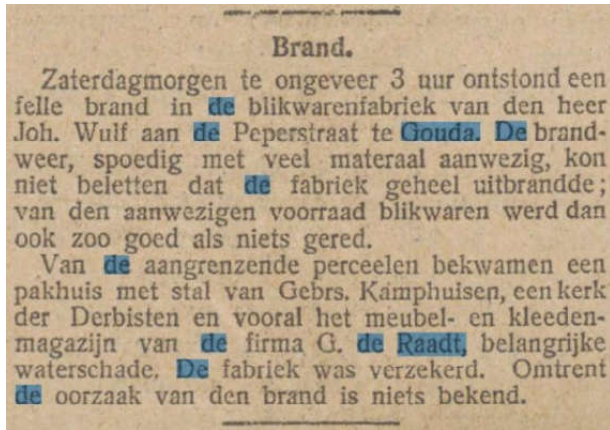 Brand.
Zaterdagmorgen te ongeveer 3 uur ontstond een
felle brand in de blikwarenfabriek van den heer
Joh. Wulf aan de Peperstraat te Gouda. De brand-
weer, spoedig met veel materaal aanwezig, kon
niet beletten dat de fabriek geheel uitbrandde;
van den aanwezigen voorraad blikwaren werd dan
ook zoo goed als niets gered.
Van de aangrenzende perceelen bekwamen een
pakhuis met stal van Gebrs. Kamphuisen, een kerk
der Derbisten en vooral het meubel- en kleeden-
magazijn van de firma G. de Raadt, belangrijke
waterschade. De fabriek was verzekerd. Omtrent
de oorzaak van den brand is niets bekend.